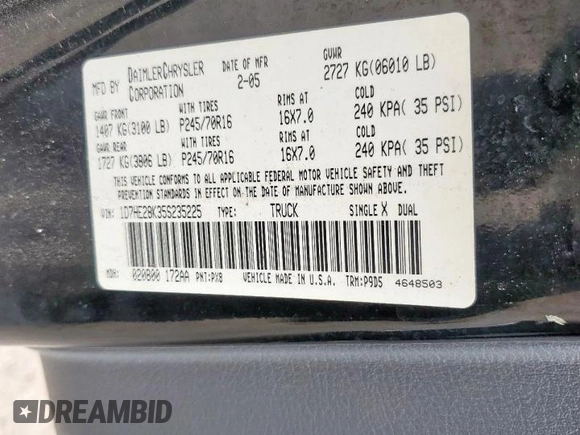 MFD BY DAIMLERCHRYSLER CORPORATION DATE OF MFR 2-05 GVWR 2727 KG(06010 LB)
GAWR FRONT WITH TIRES RIMS AT COLD
1407 KG(3100 LB) P245/70R16 16X7.0 240 KPA( 35 PSI)
GAWR REAR WITH TIRES RIMS AT COLD
1727 KG(3806 LB) P245/70R16 16X7.0 240 KPA( 35 PSI)
THIS VEHICLE CONFORMS TO ALL APPLICABLE FEDERAL MOTOR VEHICLE SAFETY AND THEFT
PREVENTION STANDARDS IN EFFECT ON THE DATE OF MANUFACTURE SHOWN ABOVE.
VIN: 1D7HE28K35S235225 TYPE: TRUCK SINGLE X DUAL
MDH: 020800 172AA PNT:PX8 VEHICLE MADE IN U.S.A. TRM:P9D5 4648503
DREAMBID